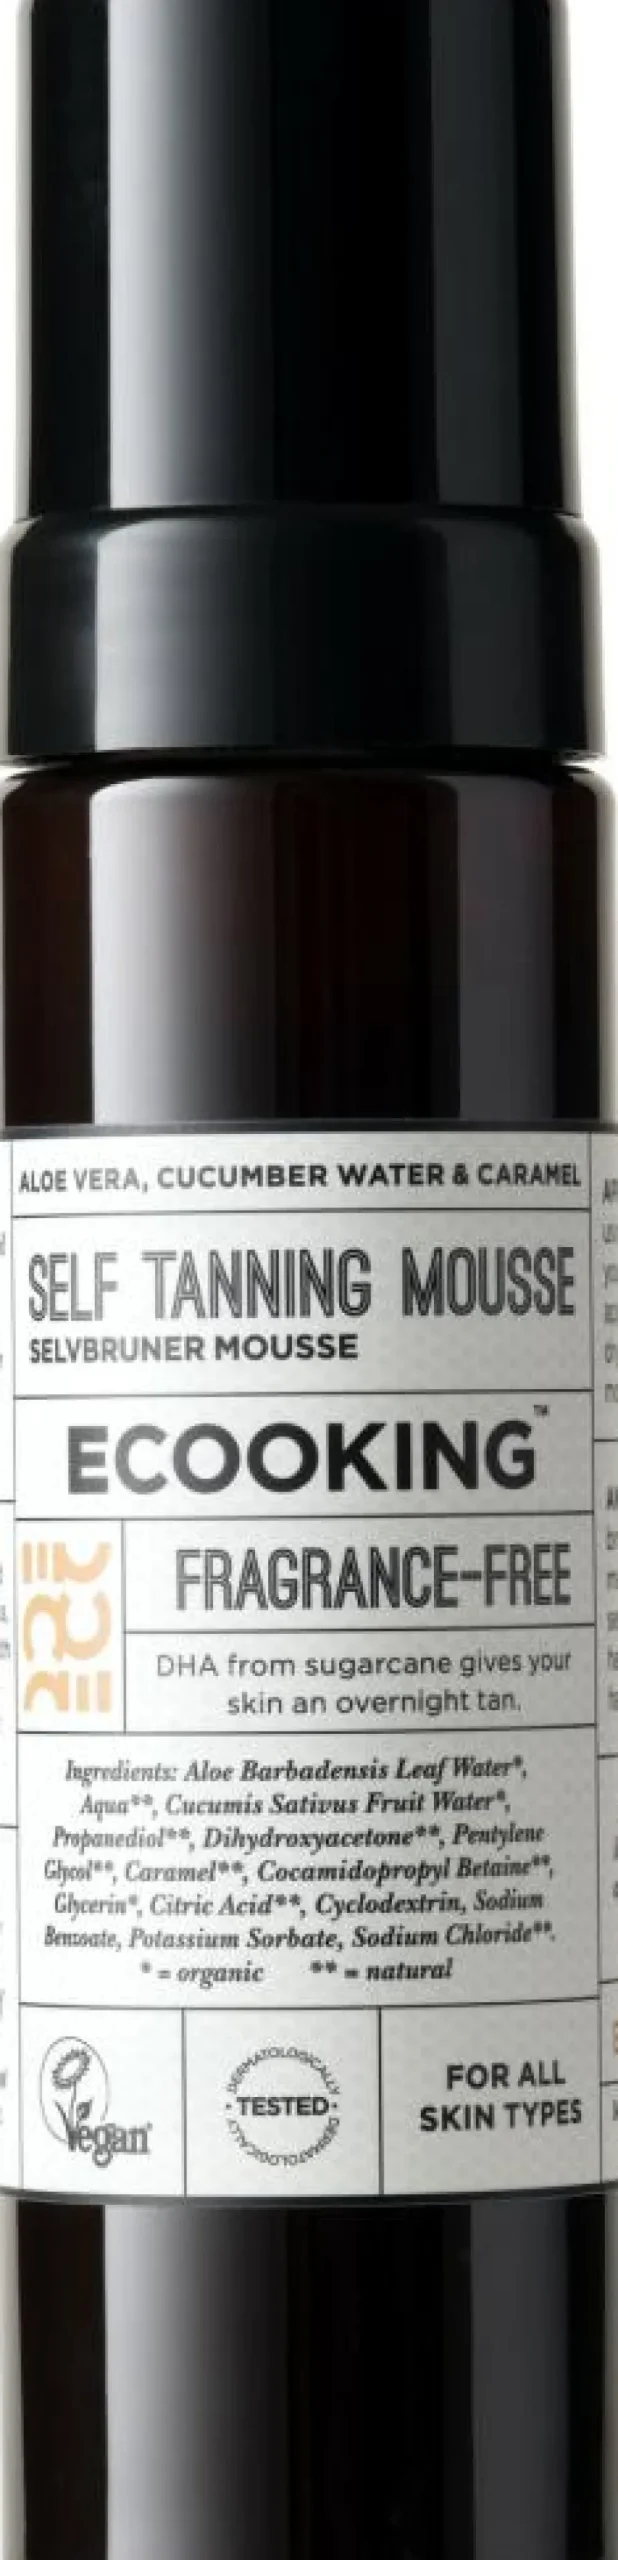 ALOE VERA, CUCUMBER WATER & CARAMEL
SELF TANNING MOUSSE
SELVBRUNER MOUSSE
ECOOKING™
FRAGRANCE-FREE
DHA from sugarcane gives your
skin an overnight tan.
Ingredients: Aloe Barbadensis Leaf Water*,
Aqua**, Cucumis Sativus Fruit Water*,
Propanediol**, Dihydroxyacetone**, Pentylene
Glycol**, Caramel**, Cocamidopropyl Betaine**,
Glycerin*, Citric Acid**, Cyclodextrin, Sodium
Benzoate, Potassium Sorbate, Sodium Chloride**.
* = organic ** = natural
Vegan
DERMATOLOGICALLY
TESTED
DERMATOLOGICALLY
FOR ALL
SKIN TYPES